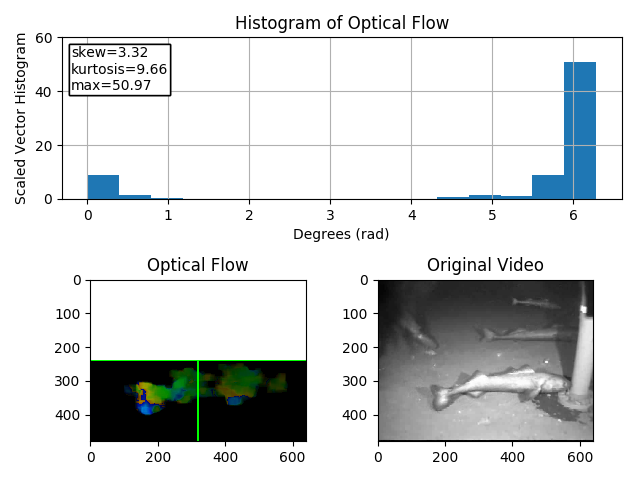 Histogram of Optical Flow
60
40
20
0
Scaled Vector Histogram
skew=3.32
kurtosis=9.66
max=50.97
0 1 2 3 4 5 6
Degrees (rad)
Optical Flow
0
100
200
300
400
0 200 400 600
Original Video
0
100
200
300
400
0 200 400 600